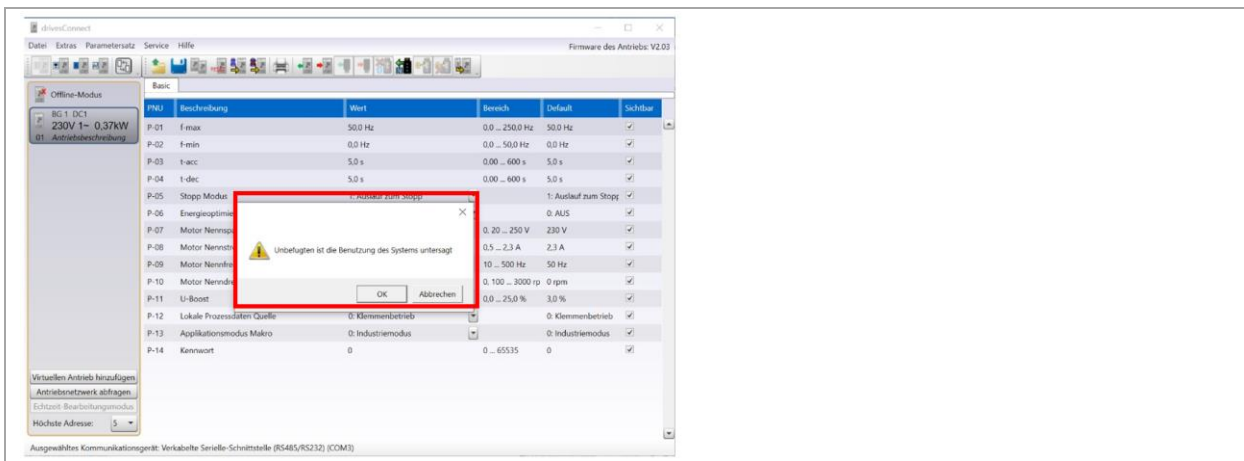 drivesConnect
Datei Extras Parametersatz Service Hilfe Firmware des Antriebs: V2.03
Offline-Modus
BG 1 DC1
230V 1~ 0,37kW
01 Antriebsbeschreibung
Basic
PNU Beschreibung Wert Bereich Default Sichtbar
P-01 f-max 50,0 Hz 0,0 ... 250,0 Hz 50,0 Hz
P-02 f-min 0,0 Hz 0,0 ... 50,0 Hz 0,0 Hz
P-03 t-acc 5,0 s 0,00 ... 600 s 5,0 s
P-04 t-dec 5,0 s 0,00 ... 600 s 5,0 s
P-05 Stopp Modus 1: Auslauf zum Stopp 1: Auslauf zum Stopp
P-06 Energieoptimie 0: AUS
P-07 Motor Nennspa 0, 20 ... 250 V 230 V
P-08 Motor Nennstr 0,5 ... 2,3 A 2,3 A
P-09 Motor Nennfre 10 ... 500 Hz 50 Hz
P-10 Motor Nenndre 0, 100 ... 3000 rp 0 rpm
P-11 U-Boost 0,0 ... 25,0 % 3,0 %
P-12 Lokale Prozessdaten Quelle 0: Klemmenbetrieb 0: Klemmenbetrieb
P-13 Applikationsmodus Makro 0: Industriemodus 0: Industriemodus
P-14 Kennwort 0 0 ... 65535 0
Unbefugten ist die Benutzung des Systems untersagt
OK Abbrechen
Virtuellen Antrieb hinzufügen
Antriebsnetzwerk abfragen
Echtzeit-Bearbeitungsmodus
Höchste Adresse: 5
Ausgewähltes Kommunikationsgerät: Verkabelte Serielle-Schnittstelle (RS485/RS232) (COM3)